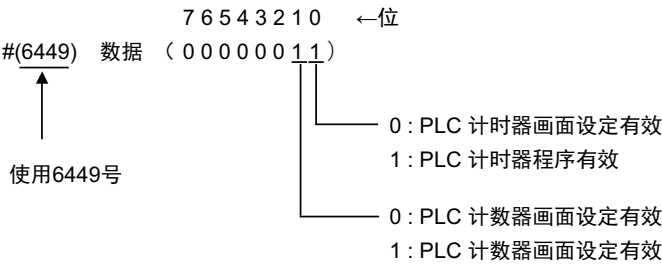 7 6 5 4 3 2 1 0 ←位
#(6449) 数据 （ 0 0 0 0 0 0 1 1 ）
0 : PLC 计时器画面设定有效
1 : PLC 计时器程序有效
使用6449号
0 : PLC 计数器画面设定有效
1 : PLC 计数器画面设定有效